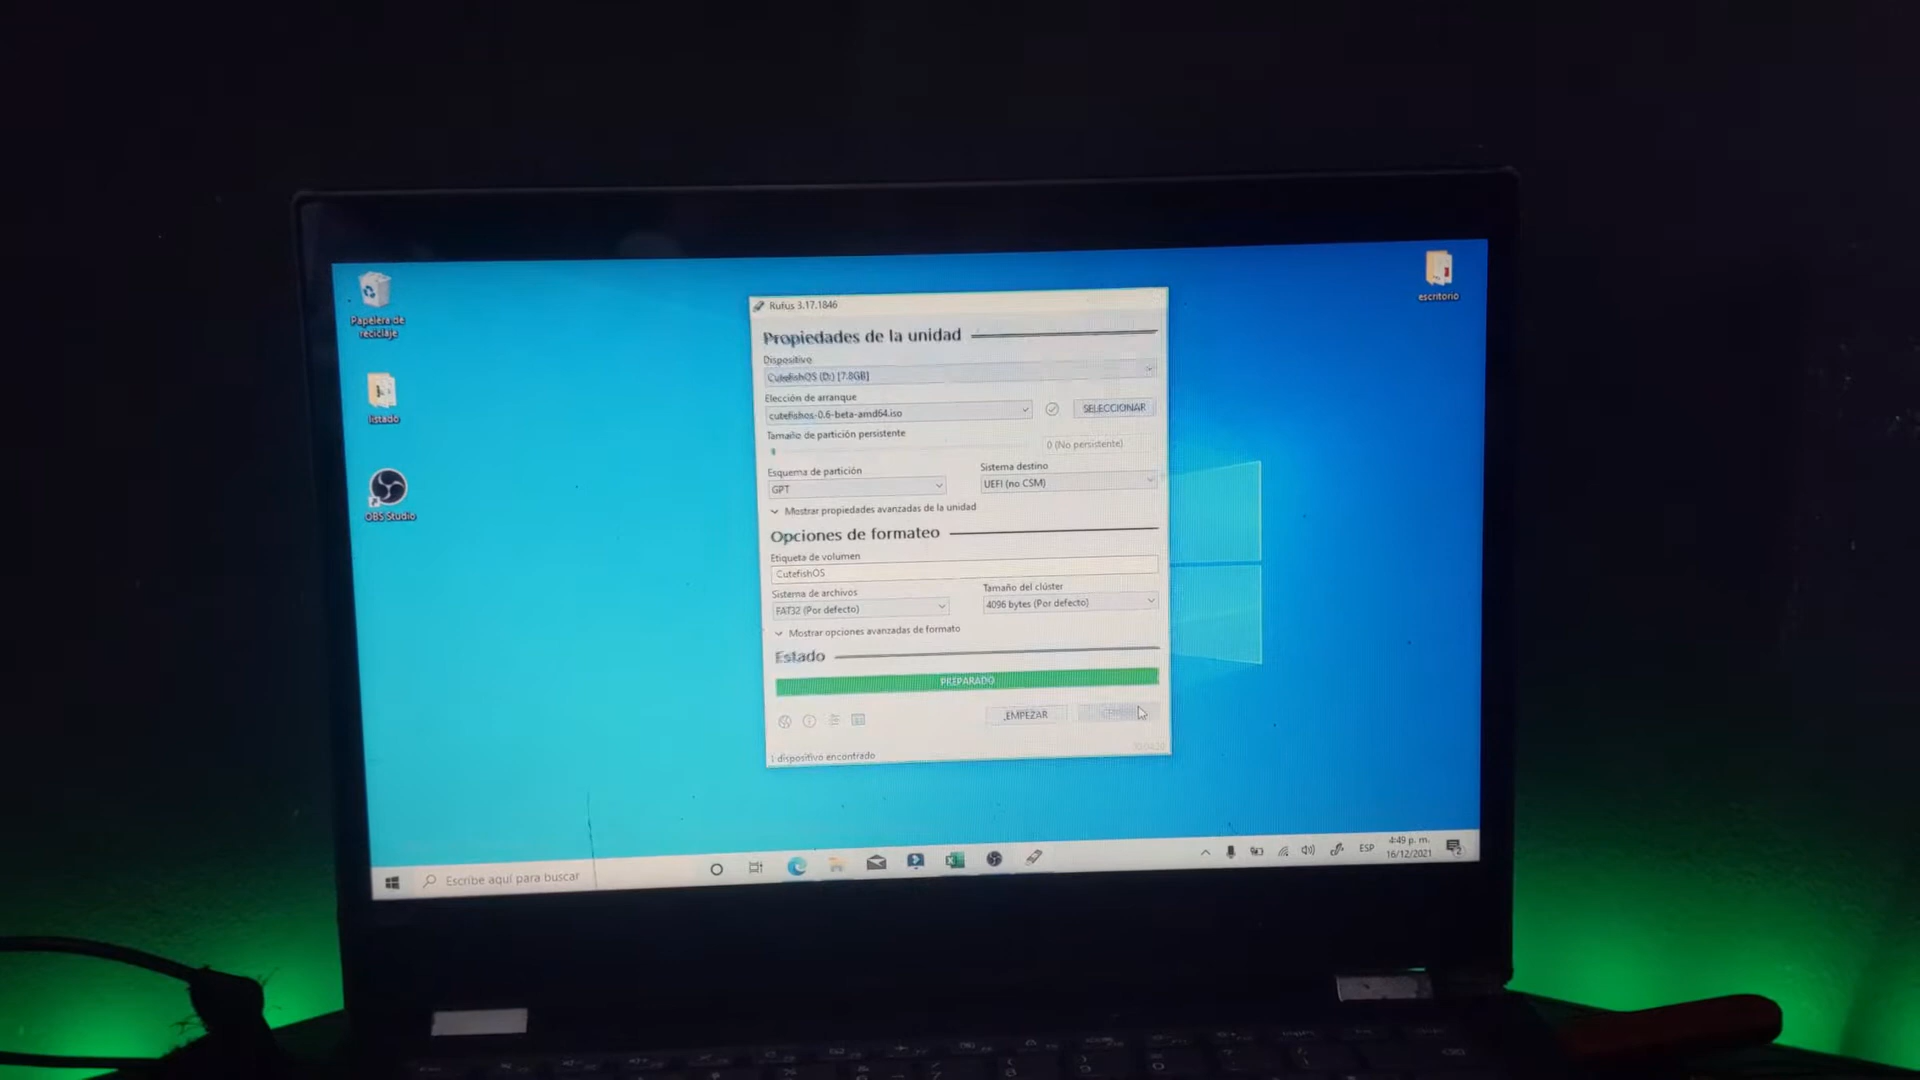 Papelera de
reciclaje
listado
OBS Studio
escritorio
Rufus 3.17.1846
Propiedades de la unidad
Dispositivo
CutefishOS (D:) [7.8GB]
Elección de arranque
cutefishos-0.6-beta-amd64.iso
SELECCIONAR
Tamaño de partición persistente
0 (No persistente)
Esquema de partición
Sistema destino
GPT
UEFI (no CSM)
Mostrar propiedades avanzadas de la unidad
Opciones de formateo
Etiqueta de volumen
CutefishOS
Sistema de archivos
Tamaño del clúster
FAT32 (Por defecto)
4096 bytes (Por defecto)
Mostrar opciones avanzadas de formato
Estado
PREPARADO
EMPEZAR
1 dispositivo encontrado
Escribe aquí para buscar
ESP
4:49 p. m.
16/12/2021
2